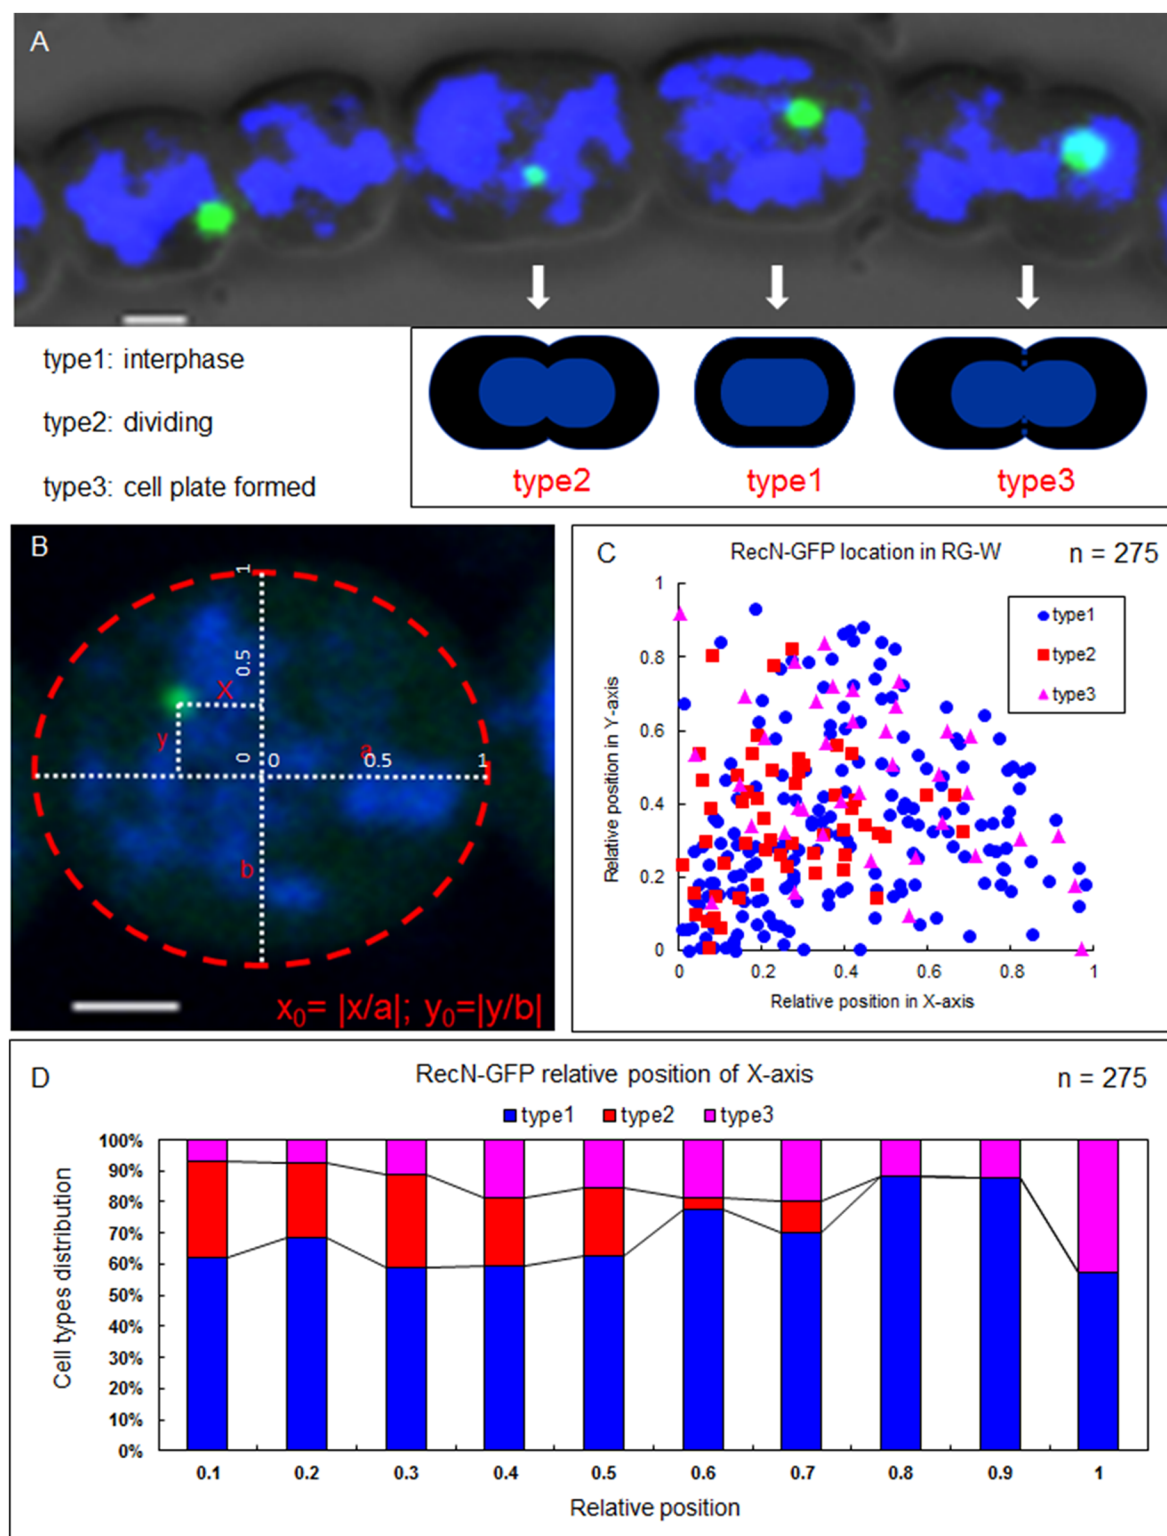 A
type1: interphase
type2: dividing
type3: cell plate formed
type2 type1 type3
B
1
0.5
X
y
0
0 0.5 1
a
b
x₀= |x/a|; y₀=|y/b|
C
RecN-GFP location in RG-W
n = 275
type1
type2
type3
1
0.8
0.6
0.4
0.2
0
Relative position in Y-axis
0 0.2 0.4 0.6 0.8 1
Relative position in X-axis
D
RecN-GFP relative position of X-axis
n = 275
type1 type2 type3
100%
90%
80%
70%
60%
50%
40%
30%
20%
10%
0%
Cell types distribution
0.1 0.2 0.3 0.4 0.5 0.6 0.7 0.8 0.9 1
Relative position